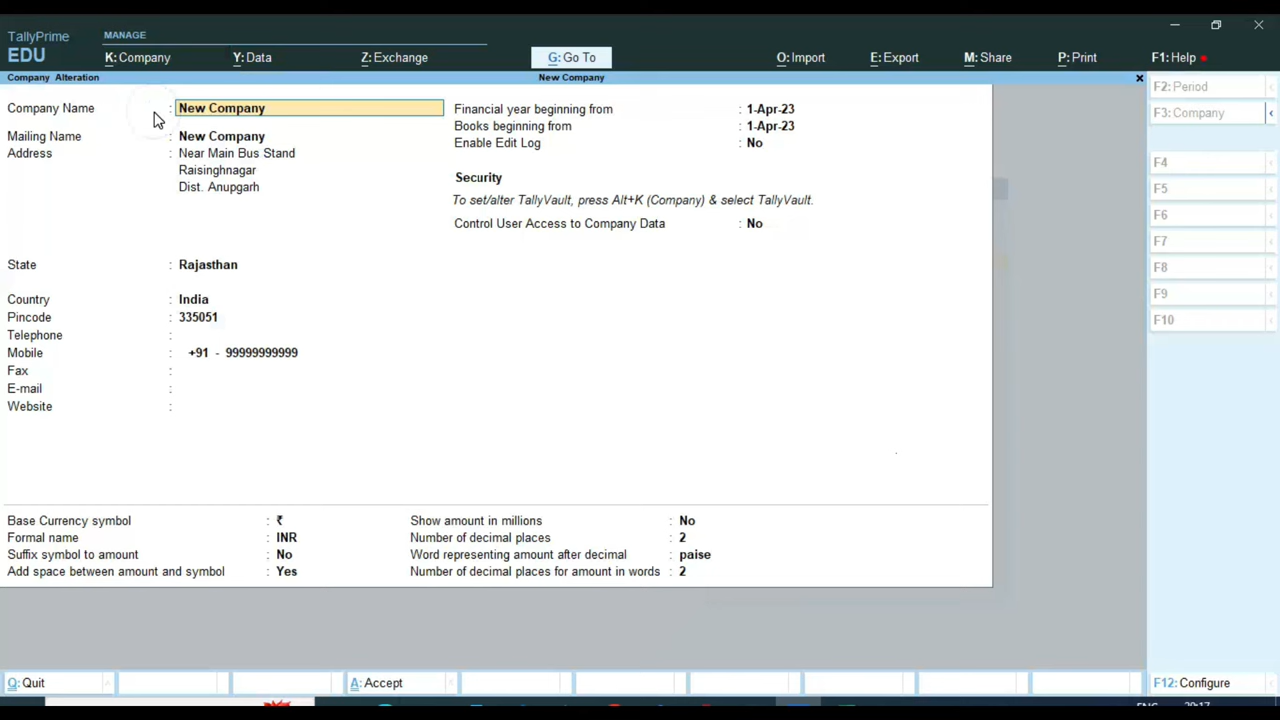 TallyPrime
EDU
MANAGE
K: Company
Y: Data
Z: Exchange
G: Go To
O: Import
E: Export
M: Share
P: Print
F1: Help
Company Alteration
New Company
F2: Period
F3: Company
F4
F5
F6
F7
F8
F9
F10
Company Name : New Company
Mailing Name : New Company
Address : Near Main Bus Stand
Raisinghnagar
Dist. Anupgarh
State : Rajasthan
Country : India
Pincode : 335051
Telephone :
Mobile : +91 - 99999999999
Fax :
E-mail :
Website :
Financial year beginning from : 1-Apr-23
Books beginning from : 1-Apr-23
Enable Edit Log : No
Security
To set/alter TallyVault, press Alt+K (Company) & select TallyVault.
Control User Access to Company Data : No
Base Currency symbol : ₹
Formal name : INR
Suffix symbol to amount : No
Add space between amount and symbol : Yes
Show amount in millions : No
Number of decimal places : 2
Word representing amount after decimal : paise
Number of decimal places for amount in words : 2
Q: Quit
A: Accept
F12: Configure